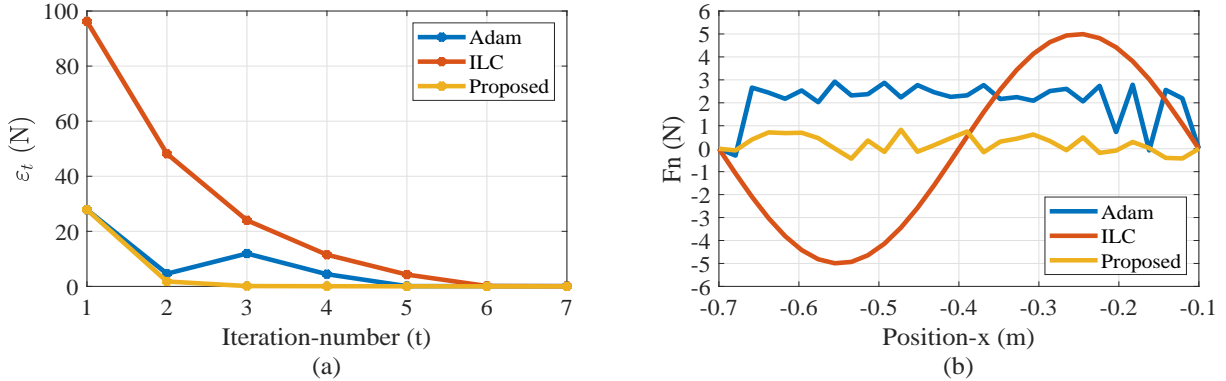 100
80
60
40
20
0
εt (N)
Adam
ILC
Proposed
1 2 3 4 5 6 7
Iteration-number (t)
(a)
6
5
4
3
2
1
0
-1
-2
-3
-4
-5
-6
Fn (N)
Adam
ILC
Proposed
-0.7 -0.6 -0.5 -0.4 -0.3 -0.2 -0.1
Position-x (m)
(b)